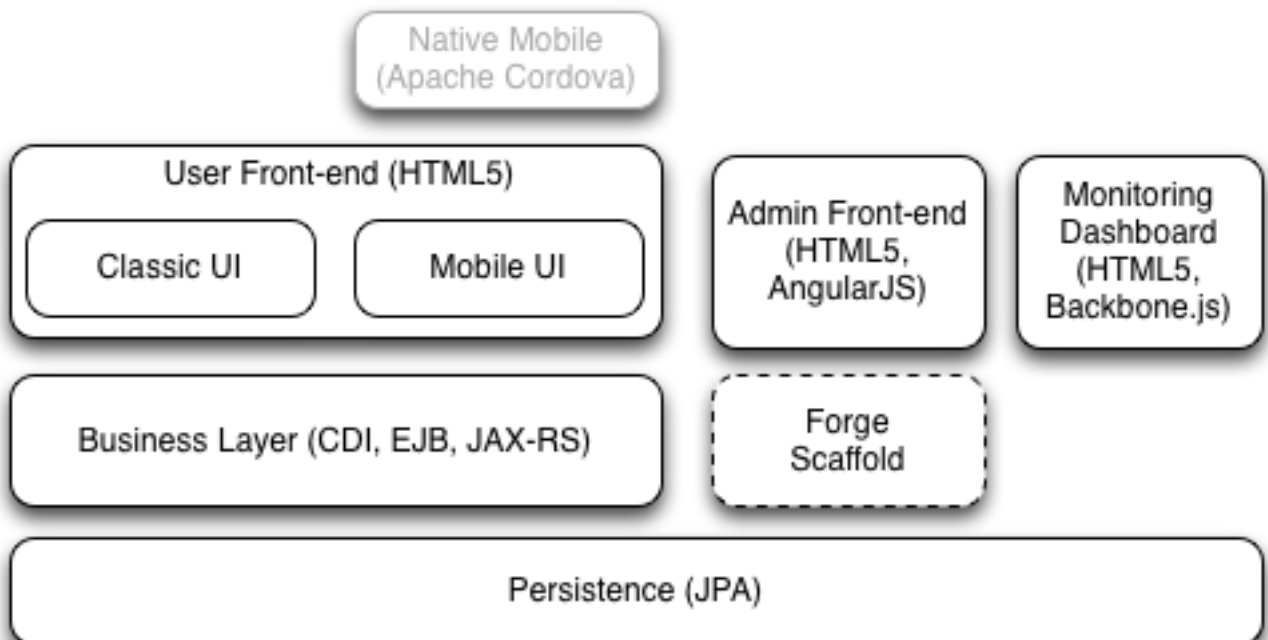 Native Mobile
(Apache Cordova)
User Front-end (HTML5)
Classic UI
Mobile UI
Admin Front-end
(HTML5,
AngularJS)
Monitoring
Dashboard
(HTML5,
Backbone.js)
Business Layer (CDI, EJB, JAX-RS)
Forge
Scaffold
Persistence (JPA)